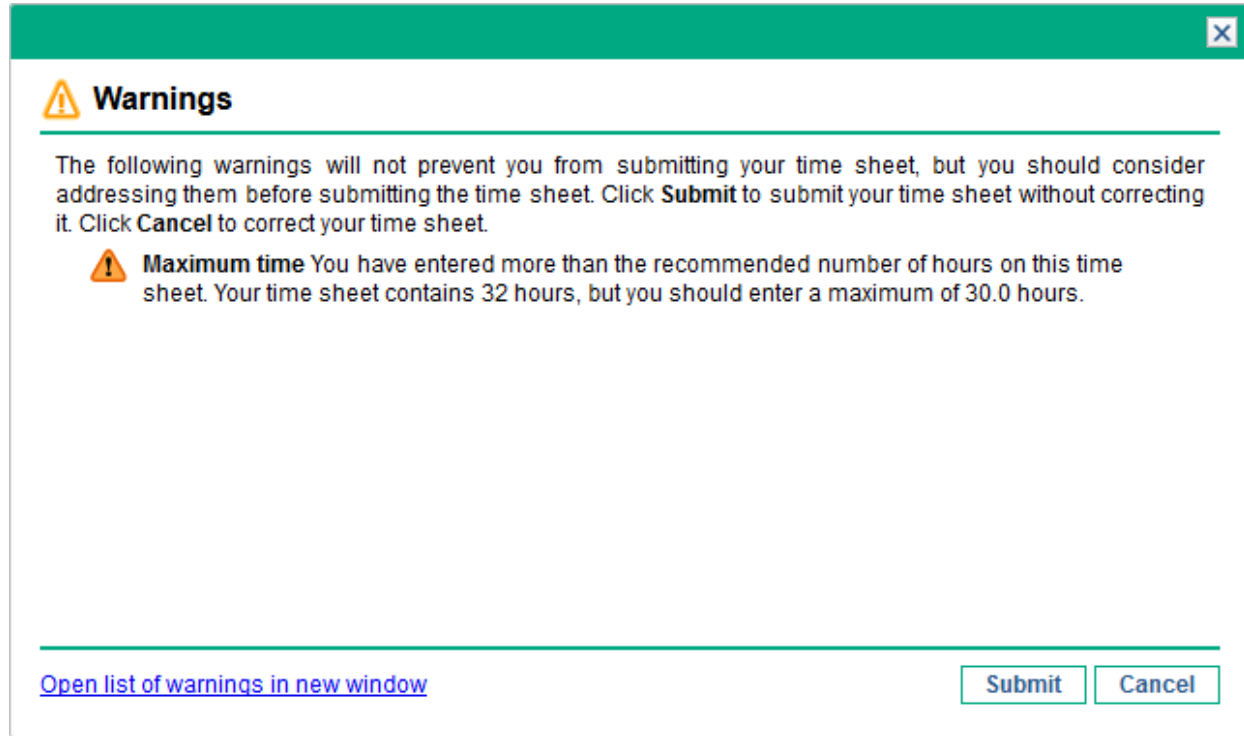 Warnings
The following warnings will not prevent you from submitting your time sheet, but you should consider
addressing them before submitting the time sheet. Click Submit to submit your time sheet without correcting
it. Click Cancel to correct your time sheet.
Maximum time You have entered more than the recommended number of hours on this time
sheet. Your time sheet contains 32 hours, but you should enter a maximum of 30.0 hours.
Open list of warnings in new window
Submit
Cancel